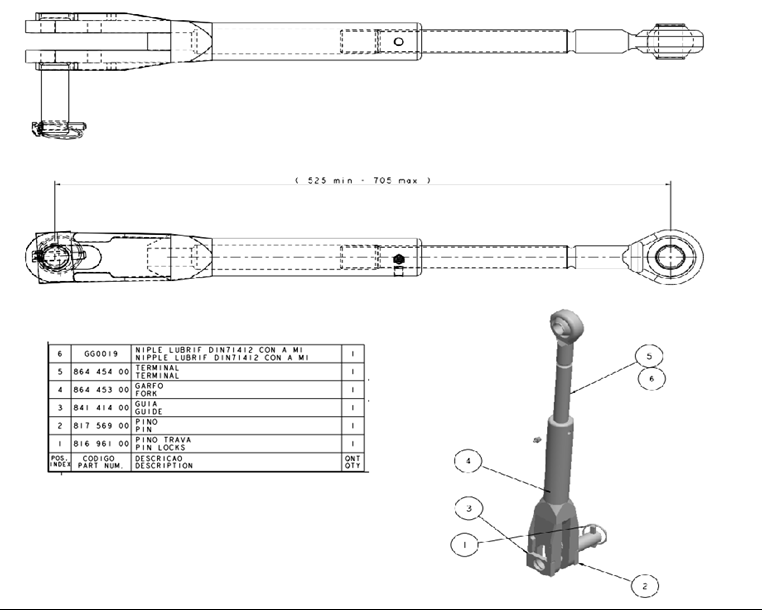 ( 525 min - 705 max )
6 GG0019 NIPLE LUBRIF DIN71412 CON A M1 1
NIPPLE LUBRIF DIN71412 CON A M1
5 864 454 00 TERMINAL 1
TERMINAL
4 864 453 00 GARFO 1
FORK
3 841 414 00 GUIA 1
GUIDE
2 817 569 00 PINO 1
PIN
1 816 961 00 PINO TRAVA 1
PIN LOCKS
POS. CODIGO DESCRICAO QNT
INDEX PART NUM. DESCRIPTION QTY
5
6
4
3
1
2